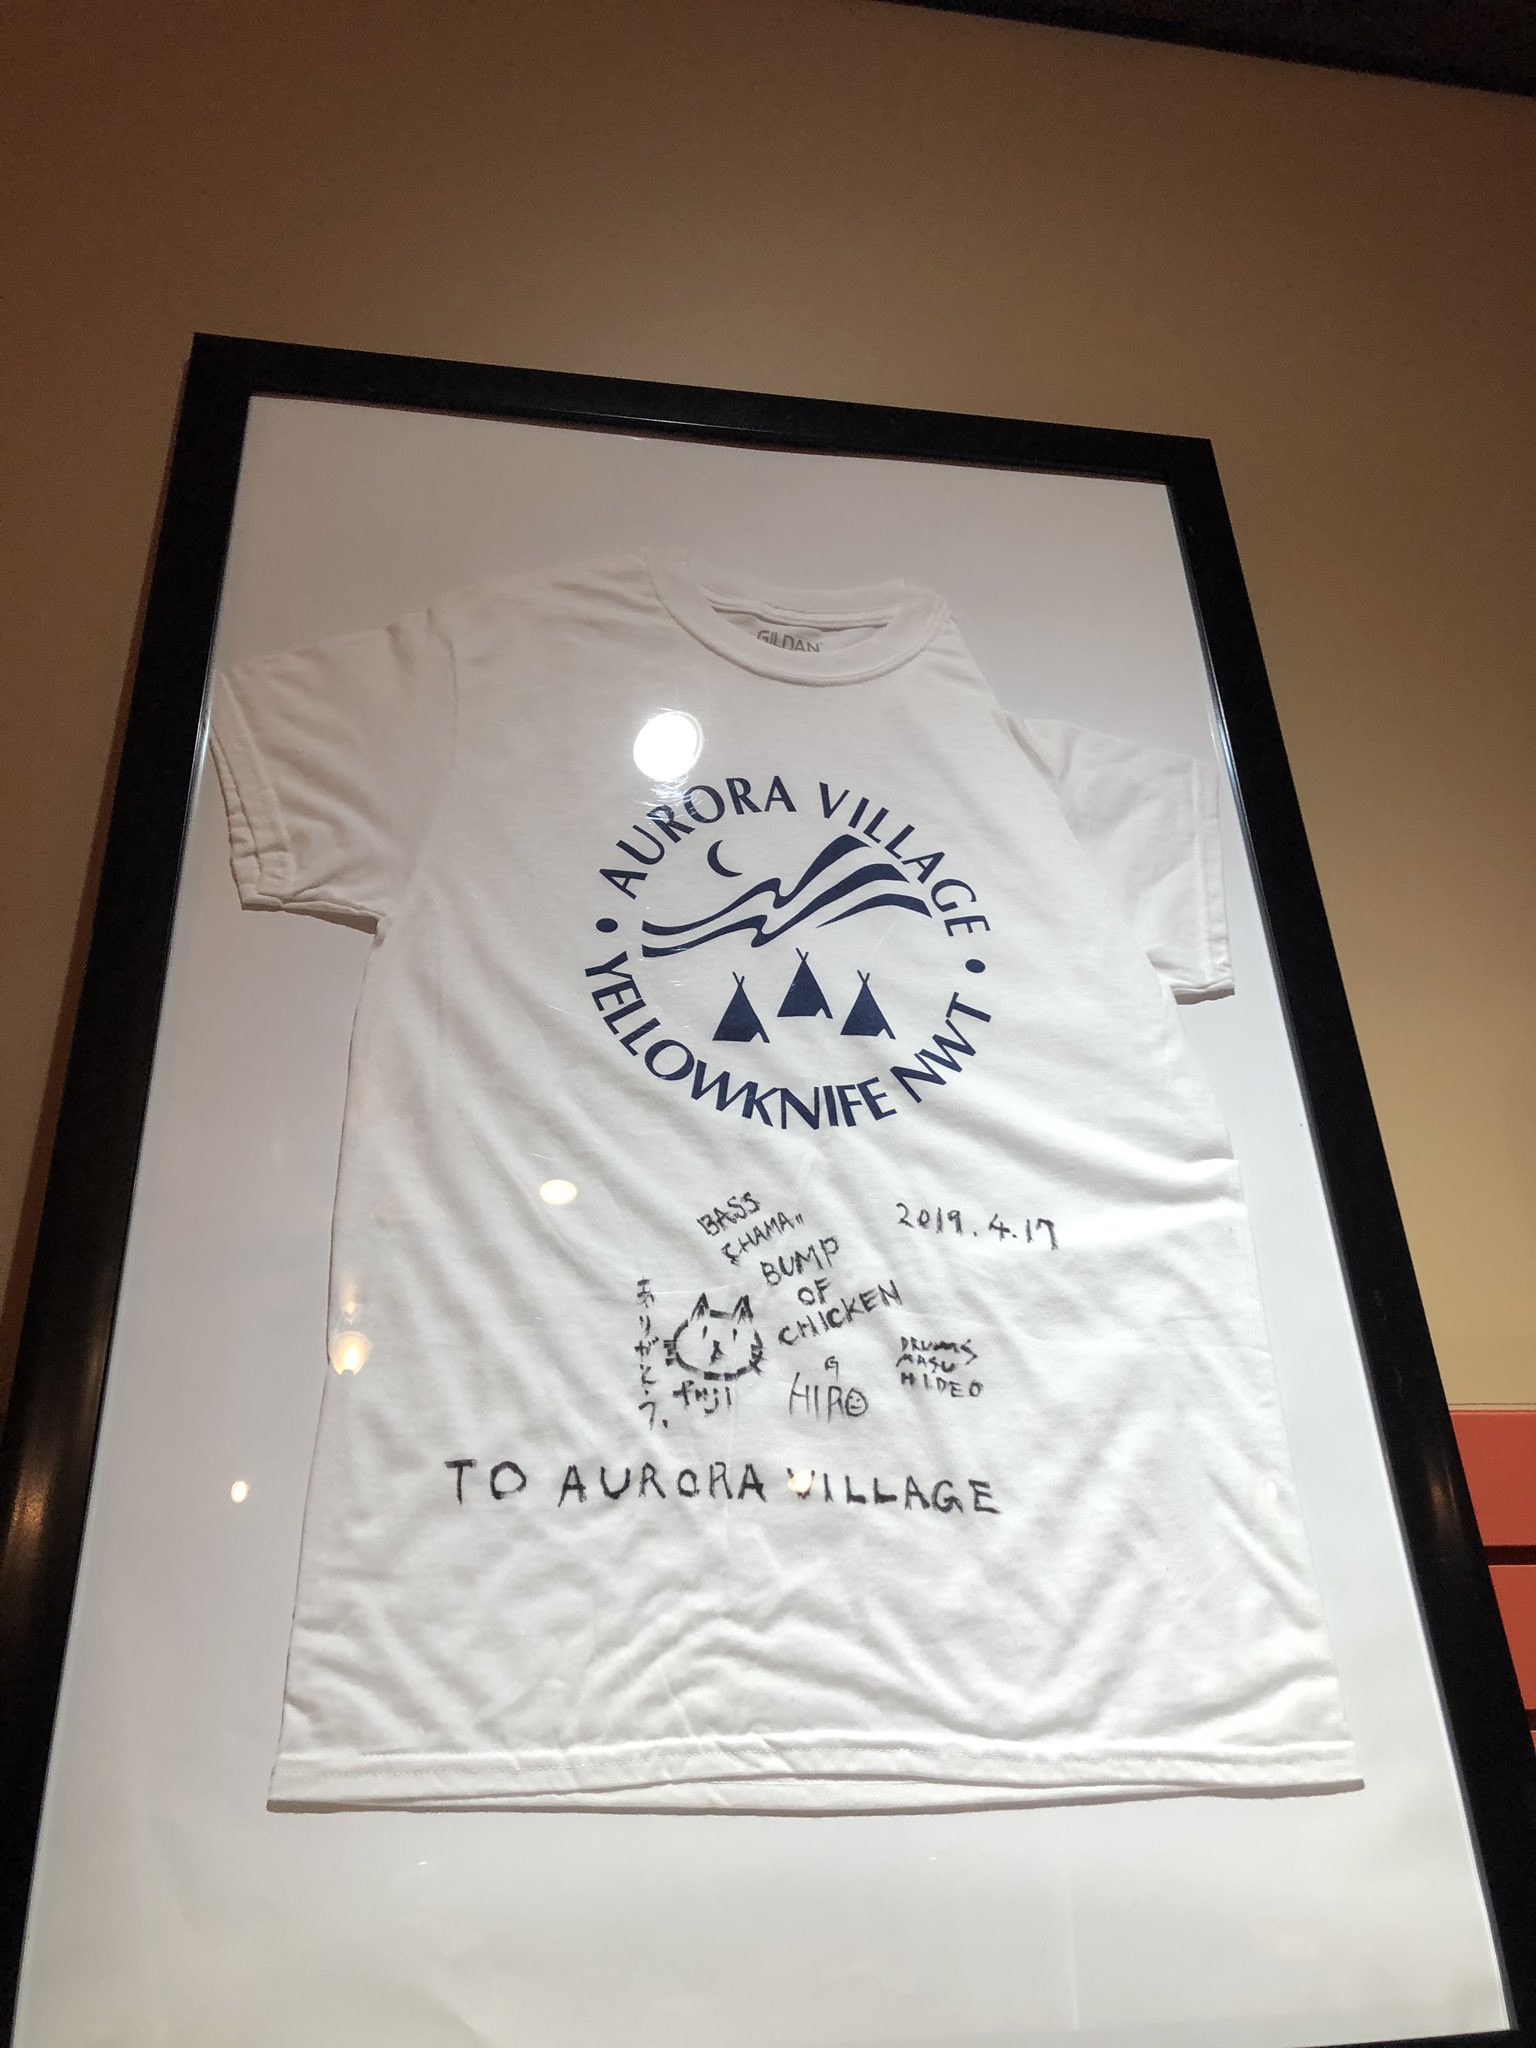 GILDAN
AURORA VILLAGE
• YELLOWKNIFE NWT •
BASS
CHAMA"
2019.4.17
BUMP
OF
CHICKEN
ありがとう、
fuji
G
HIRO
DRUMS
MASU
HIDEO
TO AURORA VILLAGE